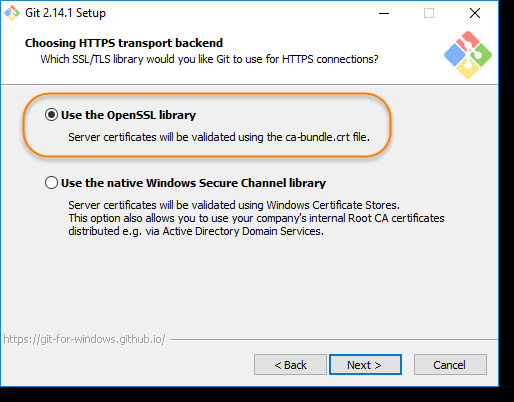 Git 2.14.1 Setup
Choosing HTTPS transport backend
Which SSL/TLS library would you like Git to use for HTTPS connections?
Use the OpenSSL library
Server certificates will be validated using the ca-bundle.crt file.
Use the native Windows Secure Channel library
Server certificates will be validated using Windows Certificate Stores.
This option also allows you to use your company's internal Root CA certificates
distributed e.g. via Active Directory Domain Services.
https://git-for-windows.github.io/
< Back
Next >
Cancel